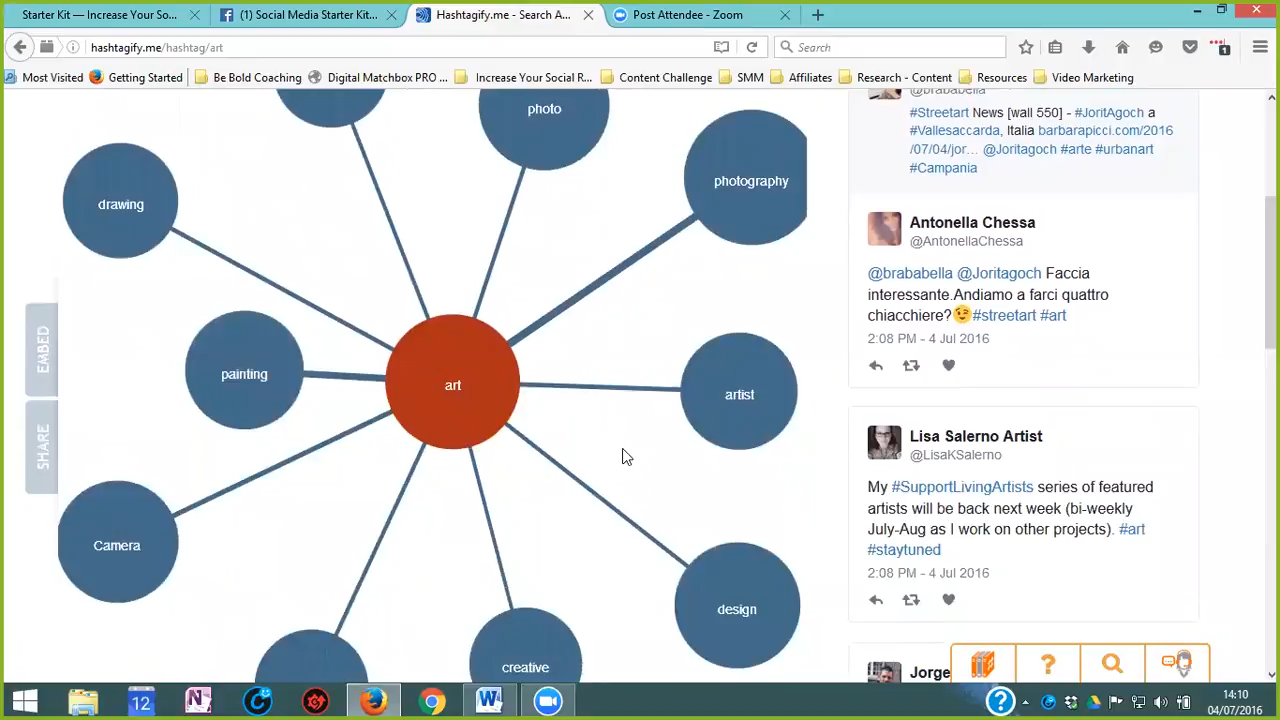 Starter Kit — Increase Your So...
(1) Social Media Starter Kit...
Hashtagify.me - Search A...
Post Attendee - Zoom
hashtagify.me/hashtag/art
Search
1
Most Visited
Getting Started
Be Bold Coaching
Digital Matchbox PRO ...
Increase Your Social R...
Content Challenge
SMM
Affiliates
Research - Content
Resources
Video Marketing
photo
photography
drawing
painting
art
artist
Camera
design
creative
EMBED
SHARE
@brababella
#Streetart News [wall 550] - #JoritAgoch a
#Vallesaccarda, Italia barbarapicci.com/2016
/07/04/jor… @Joritagoch #arte #urbanart
#Campania
Antonella Chessa
@AntonellaChessa
@brababella @Joritagoch Faccia
interessante.Andiamo a farci quattro
chiacchiere?😉#streetart #art
2:08 PM - 4 Jul 2016
Lisa Salerno Artist
@LisaKSalerno
My #SupportLivingArtists series of featured
artists will be back next week (bi-weekly
July-Aug as I work on other projects). #art
#staytuned
2:08 PM - 4 Jul 2016
Jorge
?
12
N
W
?
14:10
04/07/2016